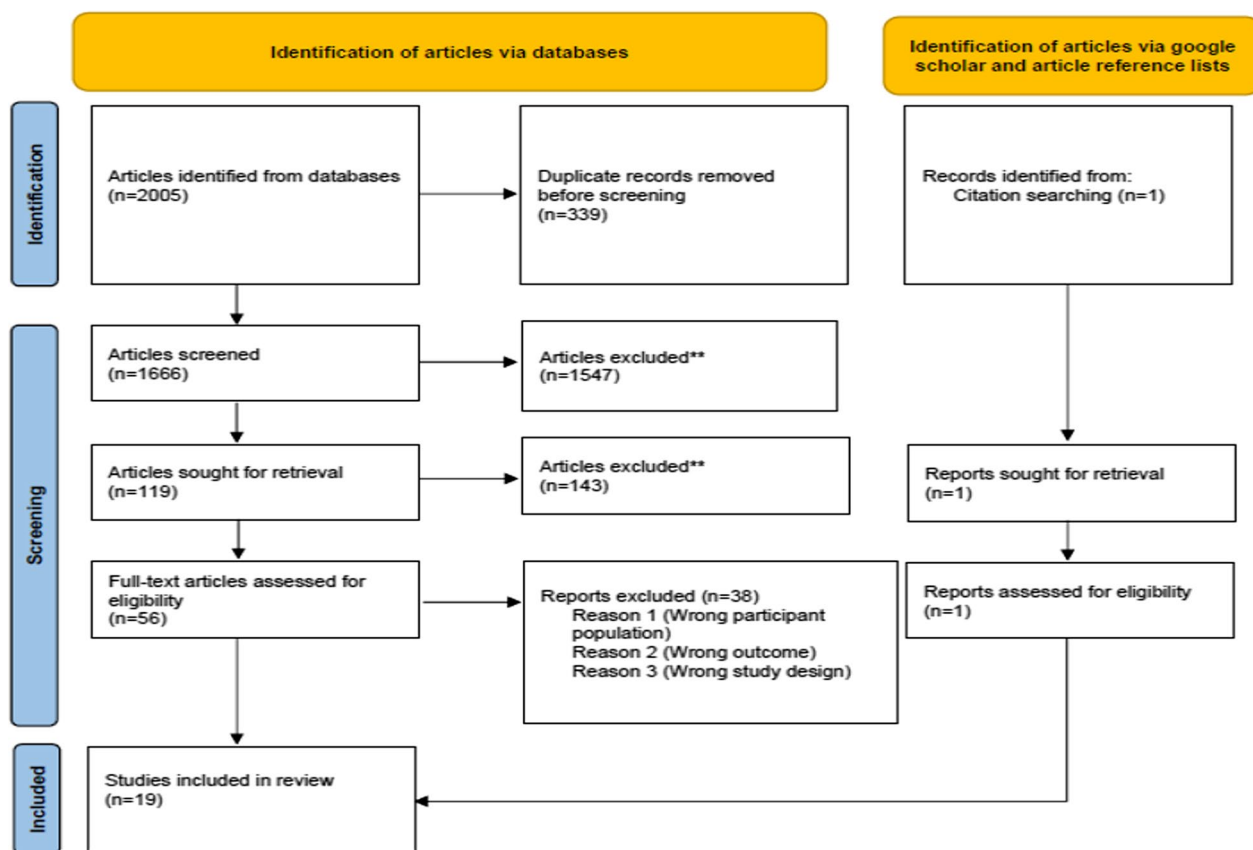 Identification of articles via databases
Identification of articles via google
scholar and article reference lists
Identification
Articles identified from databases
(n=2005)
Duplicate records removed
before screening
(n=339)
Records identified from:
Citation searching (n=1)
Screening
Articles screened
(n=1666)
Articles excluded**
(n=1547)
Articles sought for retrieval
(n=119)
Articles excluded**
(n=143)
Reports sought for retrieval
(n=1)
Full-text articles assessed for
eligibility
(n=56)
Reports excluded (n=38)
Reason 1 (Wrong participant
population)
Reason 2 (Wrong outcome)
Reason 3 (Wrong study design)
Reports assessed for eligibility
(n=1)
Included
Studies included in review
(n=19)